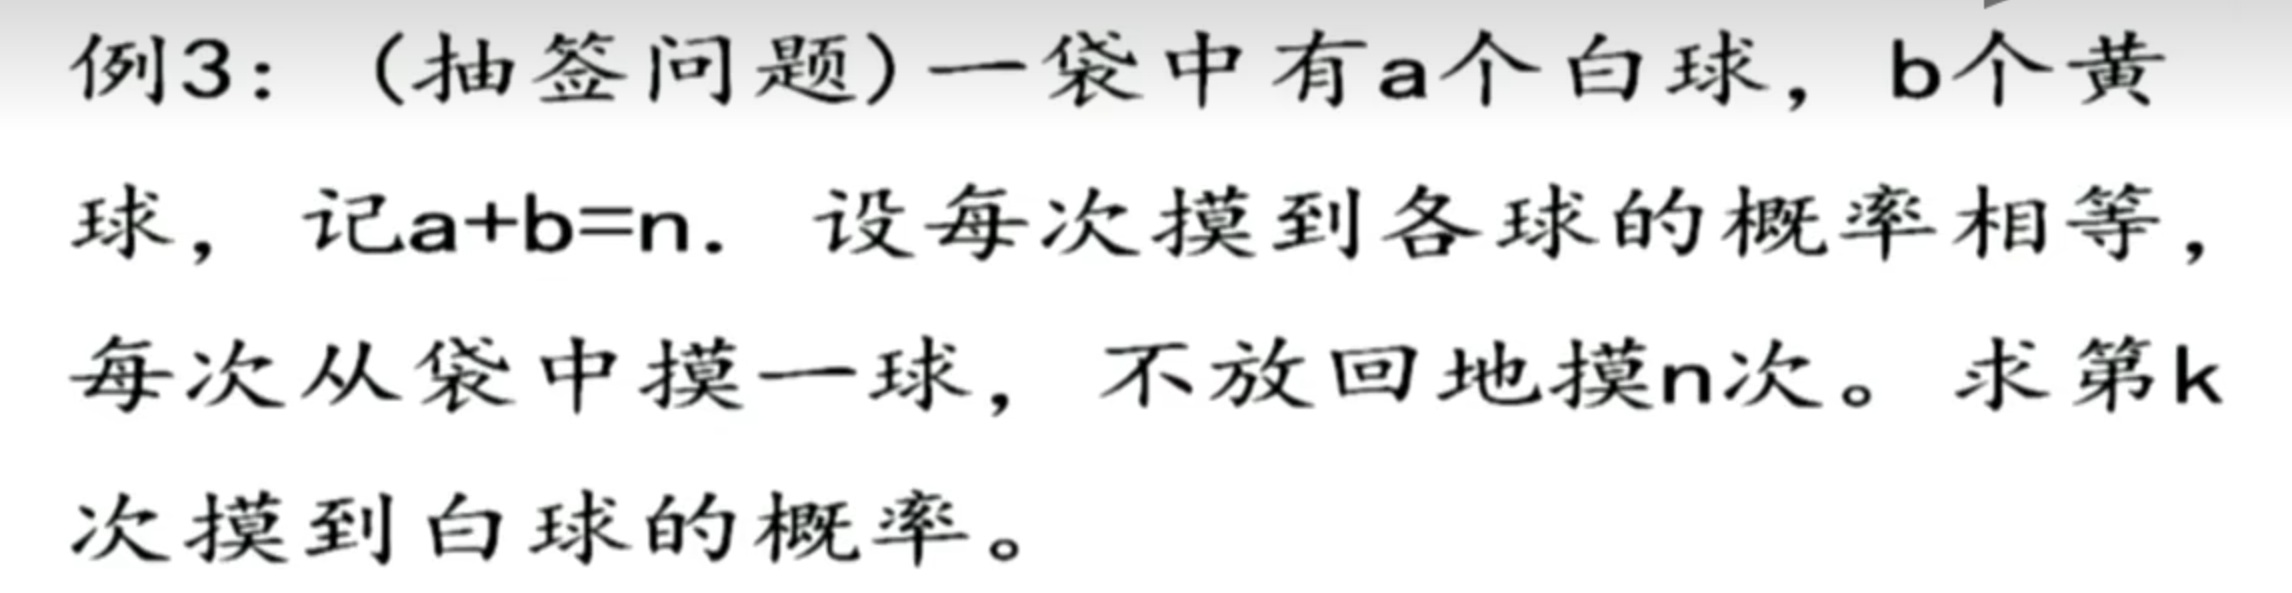 例3：（抽签问题）一袋中有a个白球，b个黄
球，记a+b=n．设每次摸到各球的概率相等，
每次从袋中摸一球，不放回地摸n次。求第k
次摸到白球的概率。